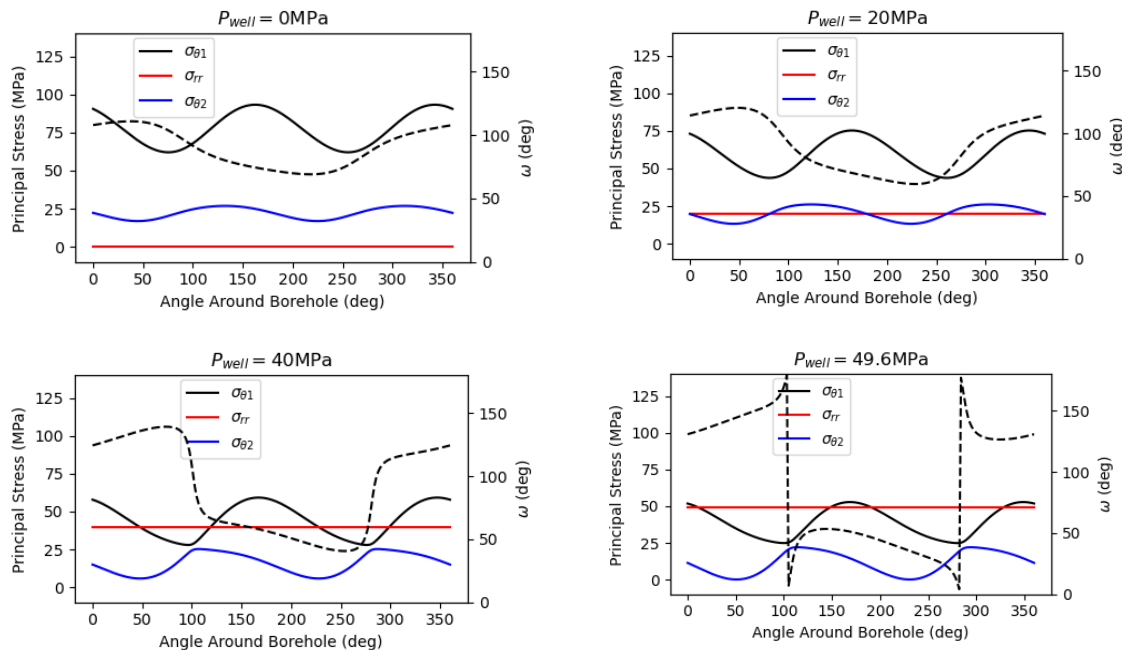 P_well = 0MPa
Principal Stress (MPa)
125
100
75
50
25
0
σ_θ1
σ_rr
σ_θ2
150
100
50
0
ω (deg)
0 50 100 150 200 250 300 350
Angle Around Borehole (deg)
P_well = 20MPa
Principal Stress (MPa)
125
100
75
50
25
0
σ_θ1
σ_rr
σ_θ2
150
100
50
0
ω (deg)
0 50 100 150 200 250 300 350
Angle Around Borehole (deg)
P_well = 40MPa
Principal Stress (MPa)
125
100
75
50
25
0
σ_θ1
σ_rr
σ_θ2
150
100
50
0
ω (deg)
0 50 100 150 200 250 300 350
Angle Around Borehole (deg)
P_well = 49.6MPa
Principal Stress (MPa)
125
100
75
50
25
0
σ_θ1
σ_rr
σ_θ2
150
100
50
0
ω (deg)
0 50 100 150 200 250 300 350
Angle Around Borehole (deg)